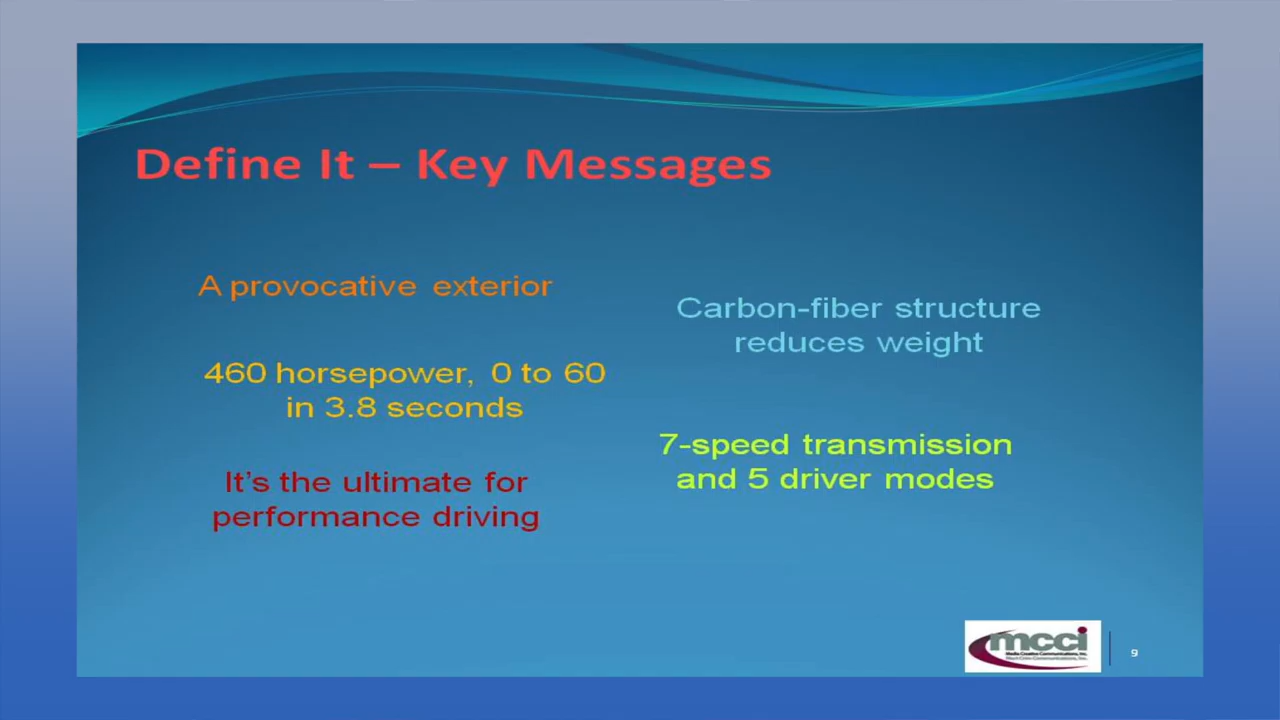 Define It – Key Messages
A provocative exterior
460 horsepower, 0 to 60
in 3.8 seconds
It's the ultimate for
performance driving
Carbon-fiber structure
reduces weight
7-speed transmission
and 5 driver modes
mcci
9